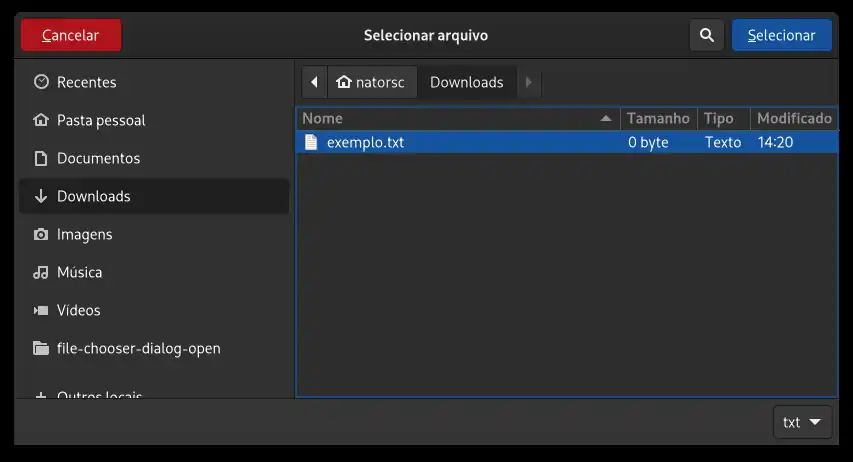 Cancelar Selecionar arquivo Selecionar
Recentes
Pasta pessoal
Documentos
Downloads
Imagens
Música
Vídeos
file-chooser-dialog-open
Outros locais
natorsc Downloads
Nome Tamanho Tipo Modificado
exemplo.txt 0 byte Texto 14:20
txt